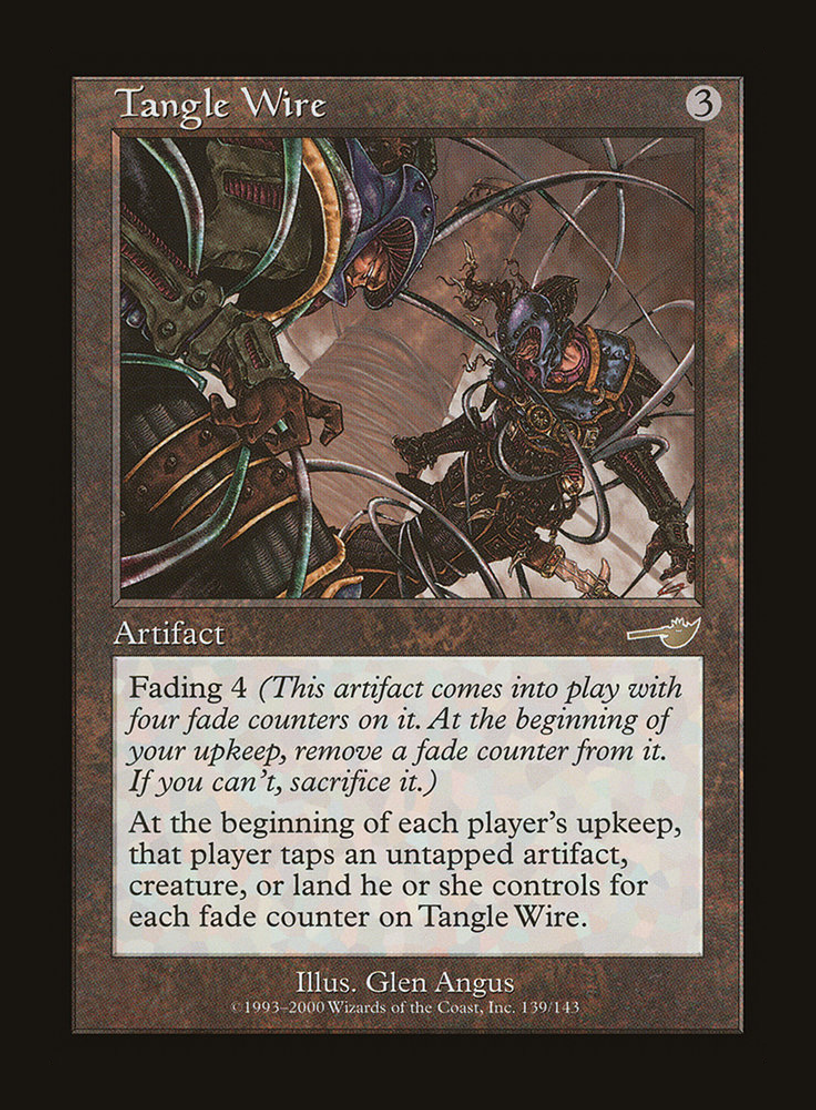 Tangle Wire
3
Artifact
Fading 4 (This artifact comes into play with
four fade counters on it. At the beginning of
your upkeep, remove a fade counter from it.
If you can't, sacrifice it.)
At the beginning of each player's upkeep,
that player taps an untapped artifact,
creature, or land he or she controls for
each fade counter on Tangle Wire.
Illus. Glen Angus
©1993–2000 Wizards of the Coast, Inc. 139/143